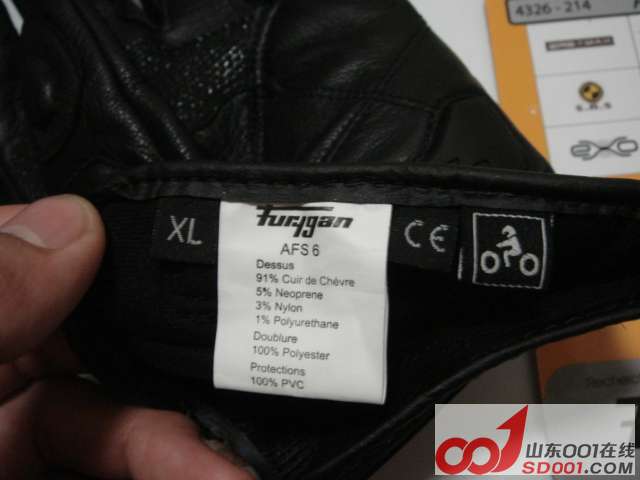 4326-214
S.A.S
XL
Furygan
AFS 6
Dessus
91% Cuir de Chèvre
5% Neoprene
3% Nylon
1% Polyurethane
Doublure
100% Polyester
Protections
100% PVC
CE
山东001在线
SD001.com